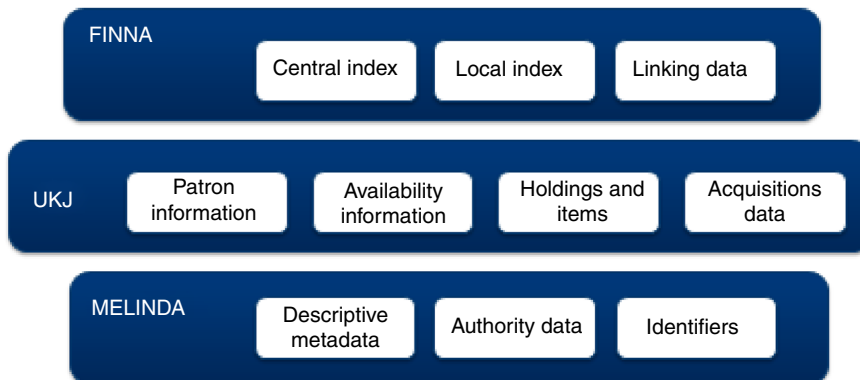 FINNA
Central index
Local index
Linking data
UKJ
Patron
information
Availability
information
Holdings and
items
Acquisitions
data
MELINDA
Descriptive
metadata
Authority data
Identifiers